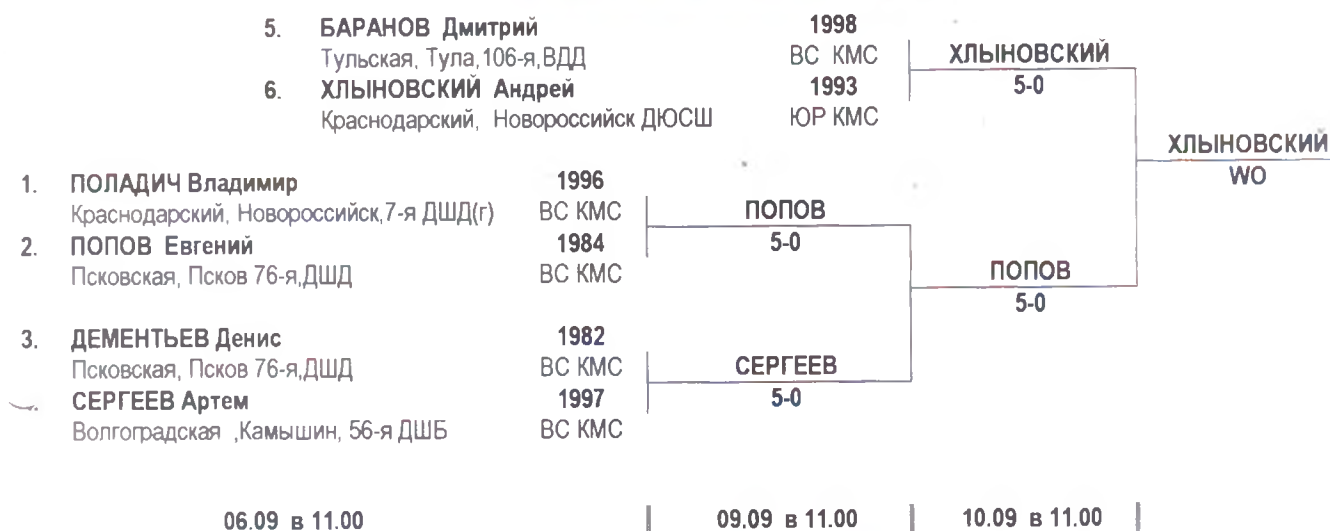 5. БАРАНОВ Дмитрий 1998
Тульская, Тула,106-я,ВДД ВС КМС
ХЛЫНОВСКИЙ
5-0
6. ХЛЫНОВСКИЙ Андрей 1993
Краснодарский, Новороссийск ДЮСШ ЮР КМС
ХЛЫНОВСКИЙ
WO
1. ПОЛАДИЧ Владимир 1996
Краснодарский, Новороссийск,7-я ДШД(г) ВС КМС
ПОПОВ
5-0
2. ПОПОВ Евгений 1984
Псковская, Псков 76-я,ДШД ВС КМС
ПОПОВ
5-0
3. ДЕМЕНТЬЕВ Денис 1982
Псковская, Псков 76-я,ДШД ВС КМС
СЕРГЕЕВ
5-0
СЕРГЕЕВ Артем 1997
Волгоградская ,Камышин, 56-я ДШБ ВС КМС
06.09 в 11.00 09.09 в 11.00 10.09 в 11.00